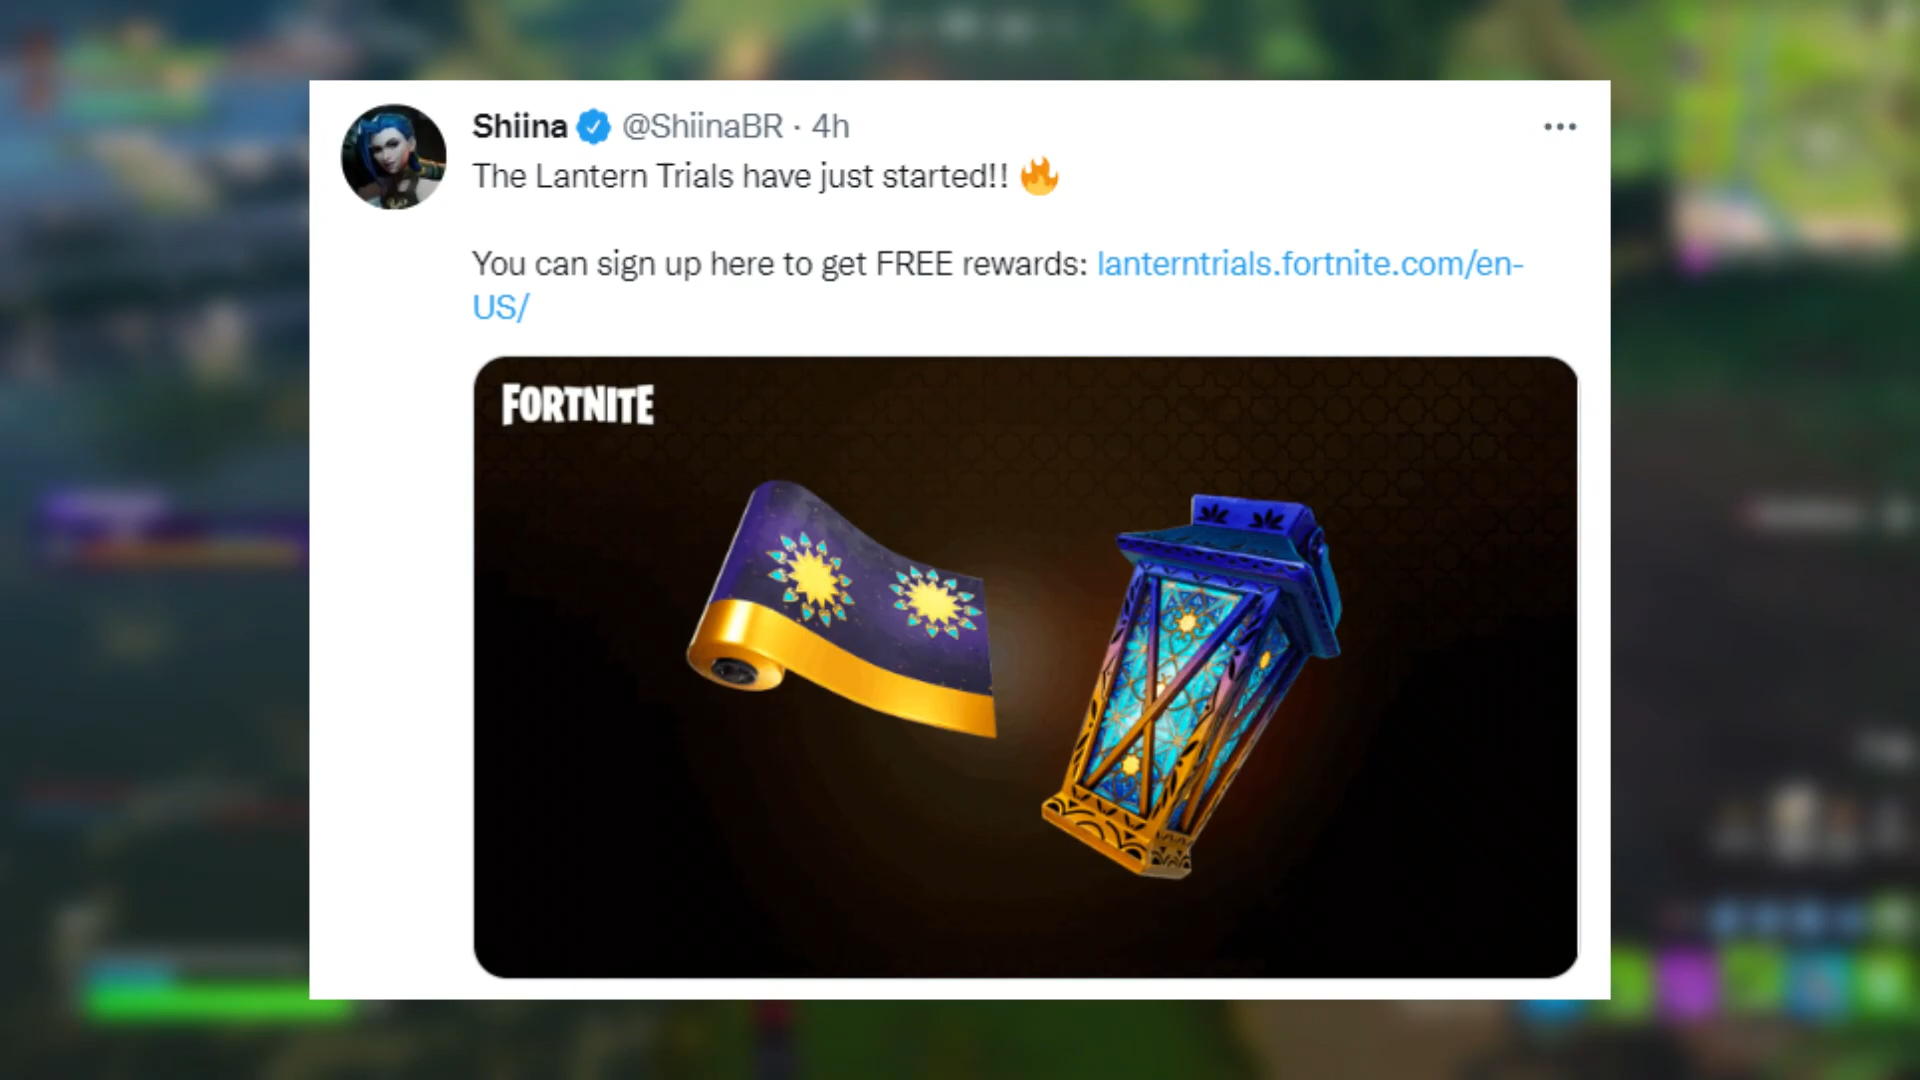 Shiina @ShiinaBR · 4h
The Lantern Trials have just started!! 🔥
You can sign up here to get FREE rewards: lanterntrials.fortnite.com/en-
US/
FORTNITE